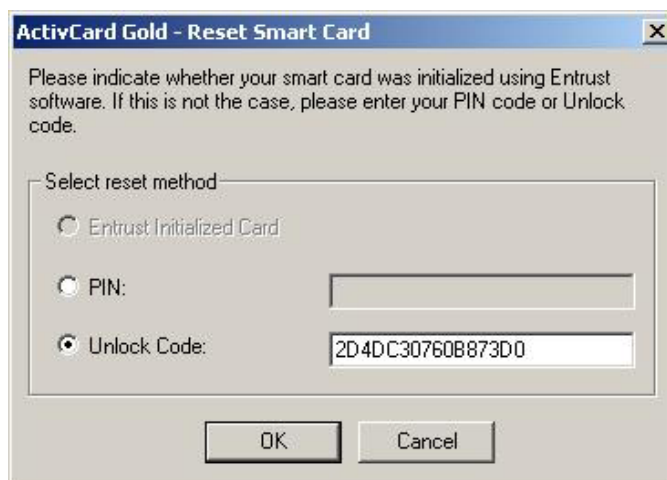 ActivCard Gold - Reset Smart Card
Please indicate whether your smart card was initialized using Entrust
software. If this is not the case, please enter your PIN code or Unlock
code.
Select reset method
Entrust Initialized Card
PIN:
Unlock Code: 2D4DC30760B873D0
OK Cancel